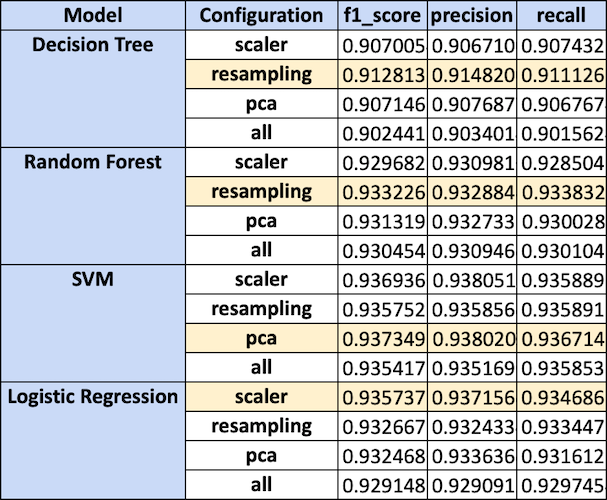 Model Configuration f1_score precision recall
Decision Tree scaler 0.907005 0.906710 0.907432
resampling 0.912813 0.914820 0.911126
pca 0.907146 0.907687 0.906767
all 0.902441 0.903401 0.901562
Random Forest scaler 0.929682 0.930981 0.928504
resampling 0.933226 0.932884 0.933832
pca 0.931319 0.932733 0.930028
all 0.930454 0.930946 0.930104
SVM scaler 0.936936 0.938051 0.935889
resampling 0.935752 0.935856 0.935891
pca 0.937349 0.938020 0.936714
all 0.935417 0.935169 0.935853
Logistic Regression scaler 0.935737 0.937156 0.934686
resampling 0.932667 0.932433 0.933447
pca 0.932468 0.933636 0.931612
all 0.929148 0.929091 0.929745